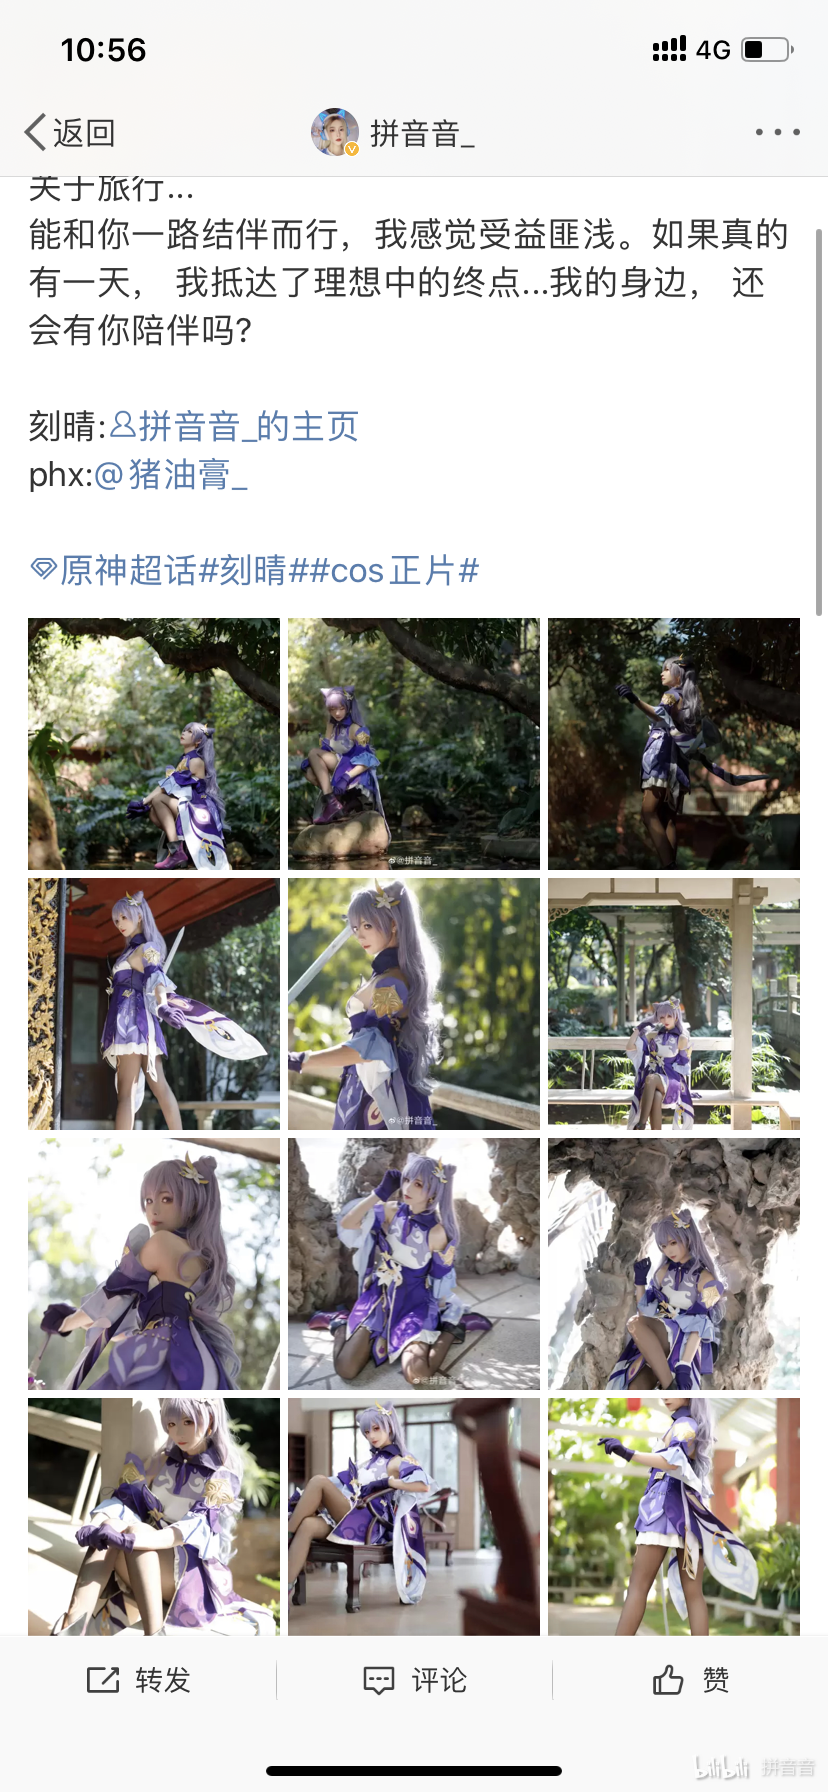 10:56
4G
返回
拼音音_
关于旅行...
能和你一路结伴而行，我感觉受益匪浅。如果真的
有一天， 我抵达了理想中的终点...我的身边， 还
会有你陪伴吗?
刻晴:拼音音_的主页
phx:@猪油膏_
原神超话#刻晴##cos正片#
@拼音音_
@拼音音_
@拼音音_
转发
评论
赞
bilibili 拼音音